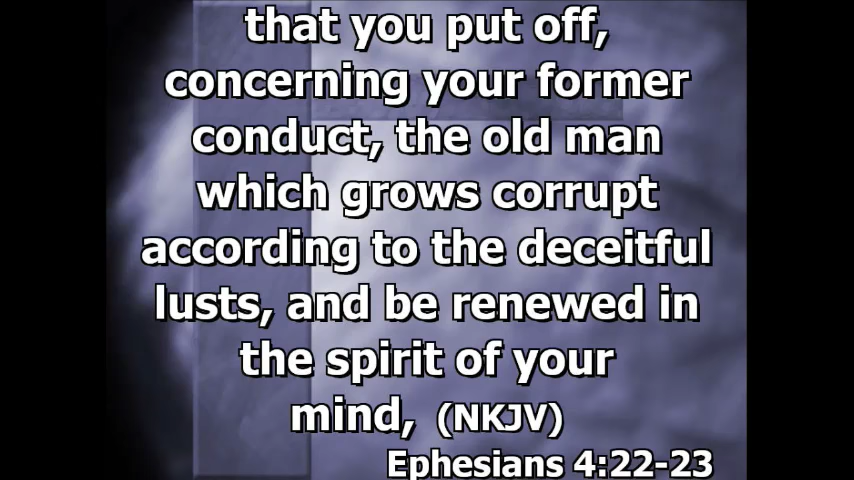 that you put off,
concerning your former
conduct, the old man
which grows corrupt
according to the deceitful
lusts, and be renewed in
the spirit of your
mind, (NKJV)
Ephesians 4:22-23